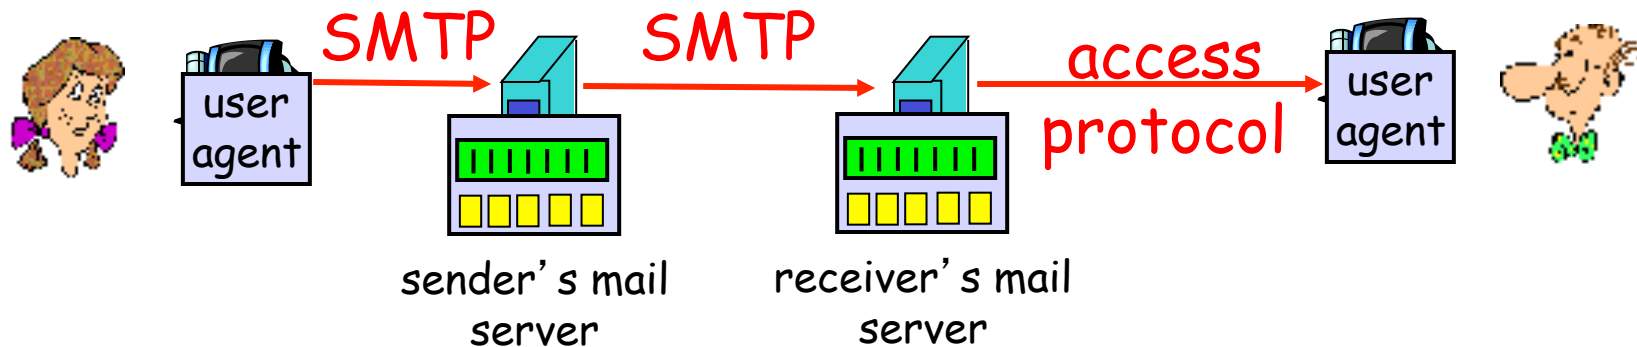 SMTP
SMTP
access
protocol
user
agent
user
agent
sender’s mail
server
receiver’s mail
server